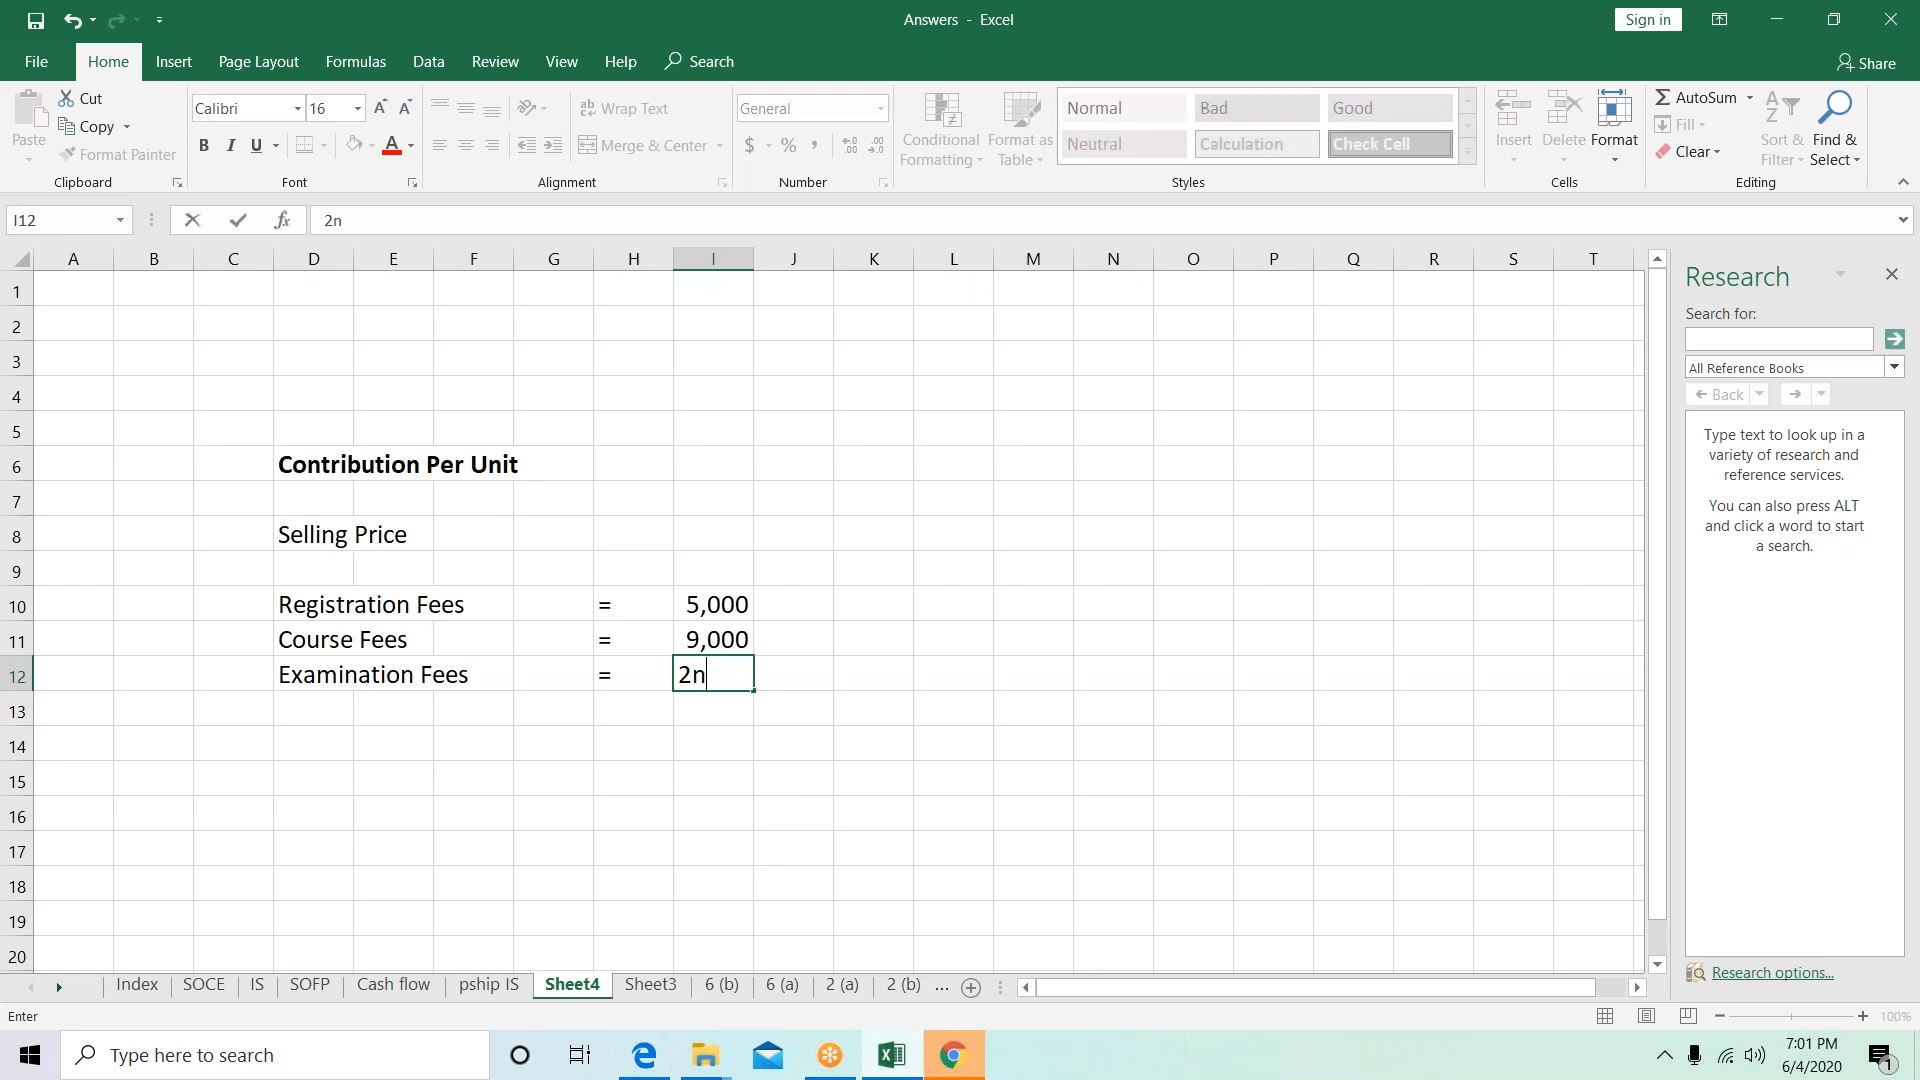 Answers - Excel
Sign in
File Home Insert Page Layout Formulas Data Review View Help Search
Share
Paste
Cut
Copy
Format Painter
Clipboard
Calibri 16 A A
B I U A
Font
ab Wrap Text
Merge & Center
Alignment
General
$ % ,
Number
Conditional Formatting
Format as Table
Normal Bad Good
Neutral Calculation Check Cell
Styles
Insert Delete Format
Cells
AutoSum
Fill
Clear
Sort & Filter
Find & Select
Editing
I12
fx
2n
A B C D E F G H I J K L M N O P Q R S T
1
2
3
4
5
6 Contribution Per Unit
7
8 Selling Price
9
10 Registration Fees = 5,000
11 Course Fees = 9,000
12 Examination Fees = 2n
13
14
15
16
17
18
19
20
Research
Search for:
All Reference Books
Back
Type text to look up in a
variety of research and
reference services.
You can also press ALT
and click a word to start
a search.
Research options...
Index SOCE IS SOFP Cash flow pship IS Sheet4 Sheet3 6 (b) 6 (a) 2 (a) 2 (b) ...
Enter
100%
Type here to search
7:01 PM
6/4/2020
1